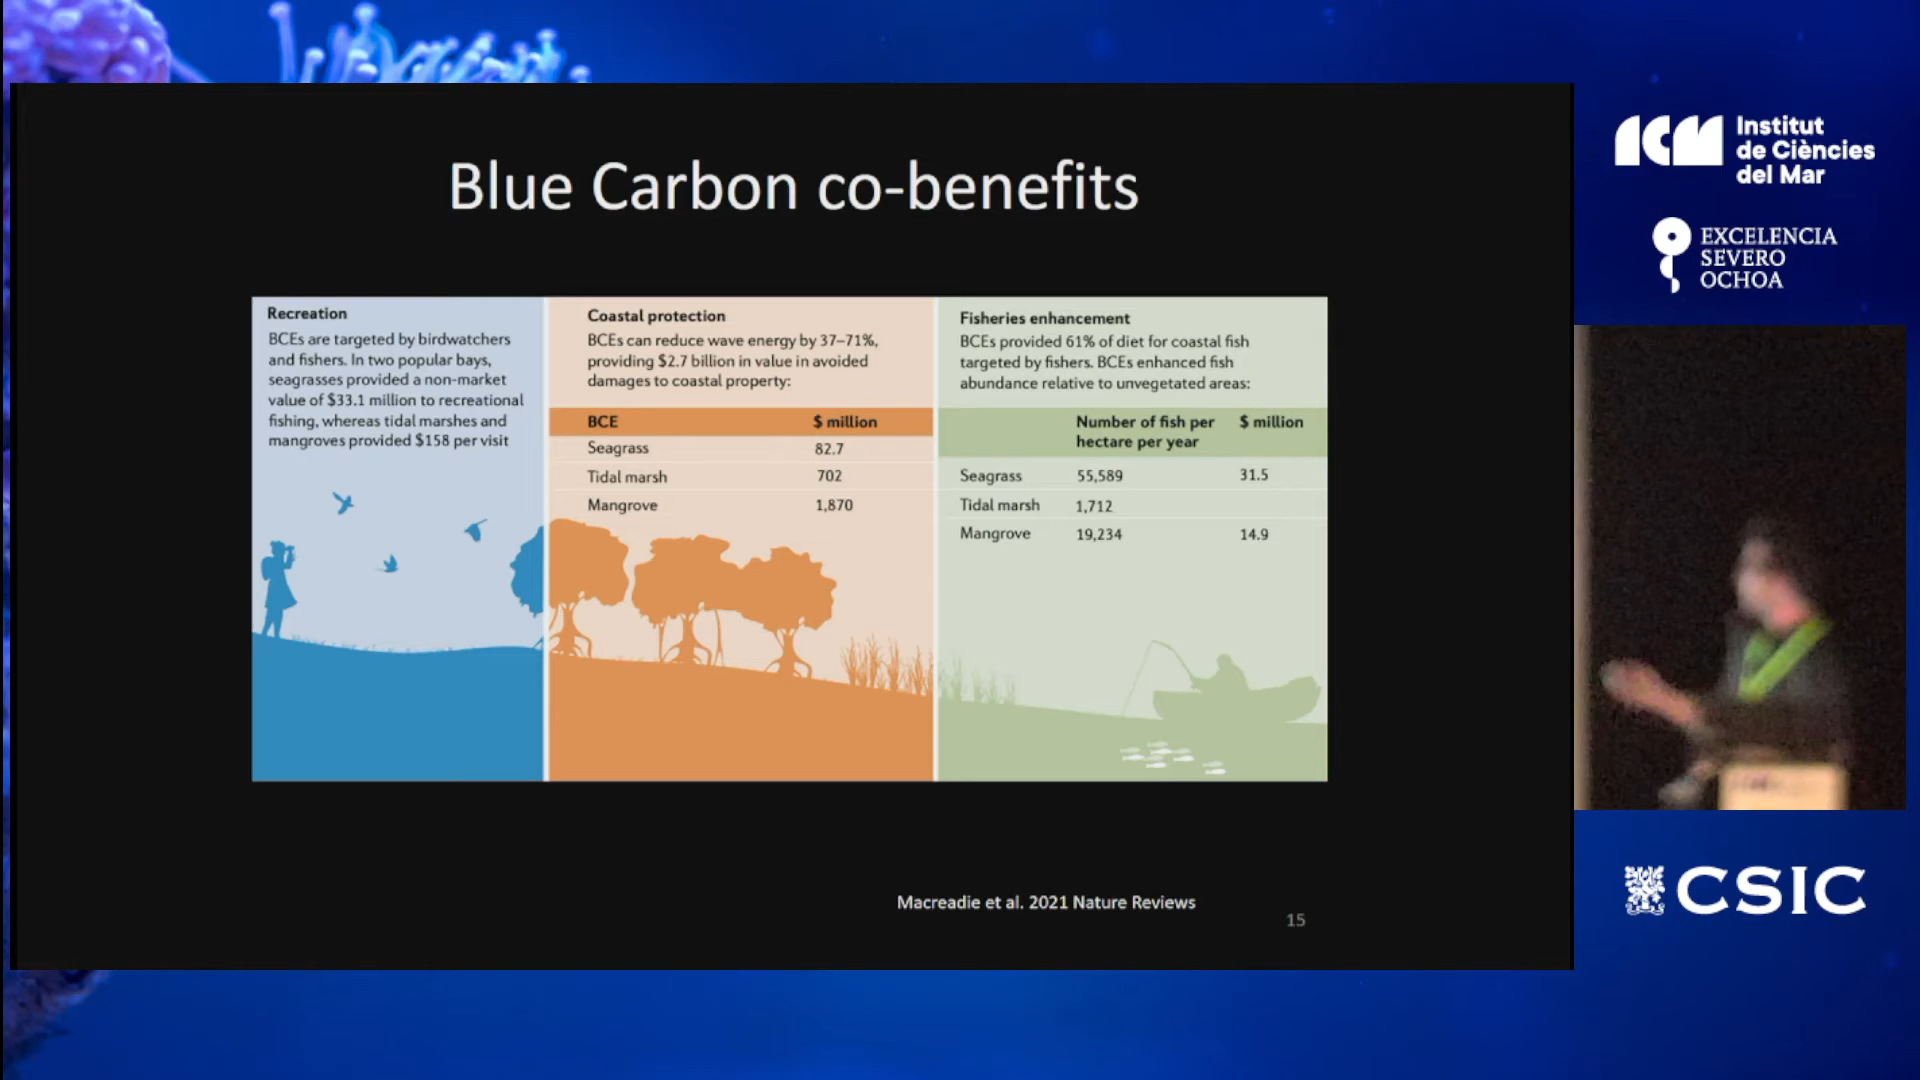 Blue Carbon co-benefits
Recreation
BCEs are targeted by birdwatchers
and fishers. In two popular bays,
seagrasses provided a non-market
value of $33.1 million to recreational
fishing, whereas tidal marshes and
mangroves provided $158 per visit
Coastal protection
BCEs can reduce wave energy by 37–71%,
providing $2.7 billion in value in avoided
damages to coastal property:
BCE $ million
Seagrass 82.7
Tidal marsh 702
Mangrove 1,870
Fisheries enhancement
BCEs provided 61% of diet for coastal fish
targeted by fishers. BCEs enhanced fish
abundance relative to unvegetated areas:
Number of fish per $ million
hectare per year
Seagrass 55,589 31.5
Tidal marsh 1,712
Mangrove 19,234 14.9
Macreadie et al. 2021 Nature Reviews
15
ICM
Institut
de Ciències
del Mar
EXCELENCIA
SEVERO
OCHOA
CSIC